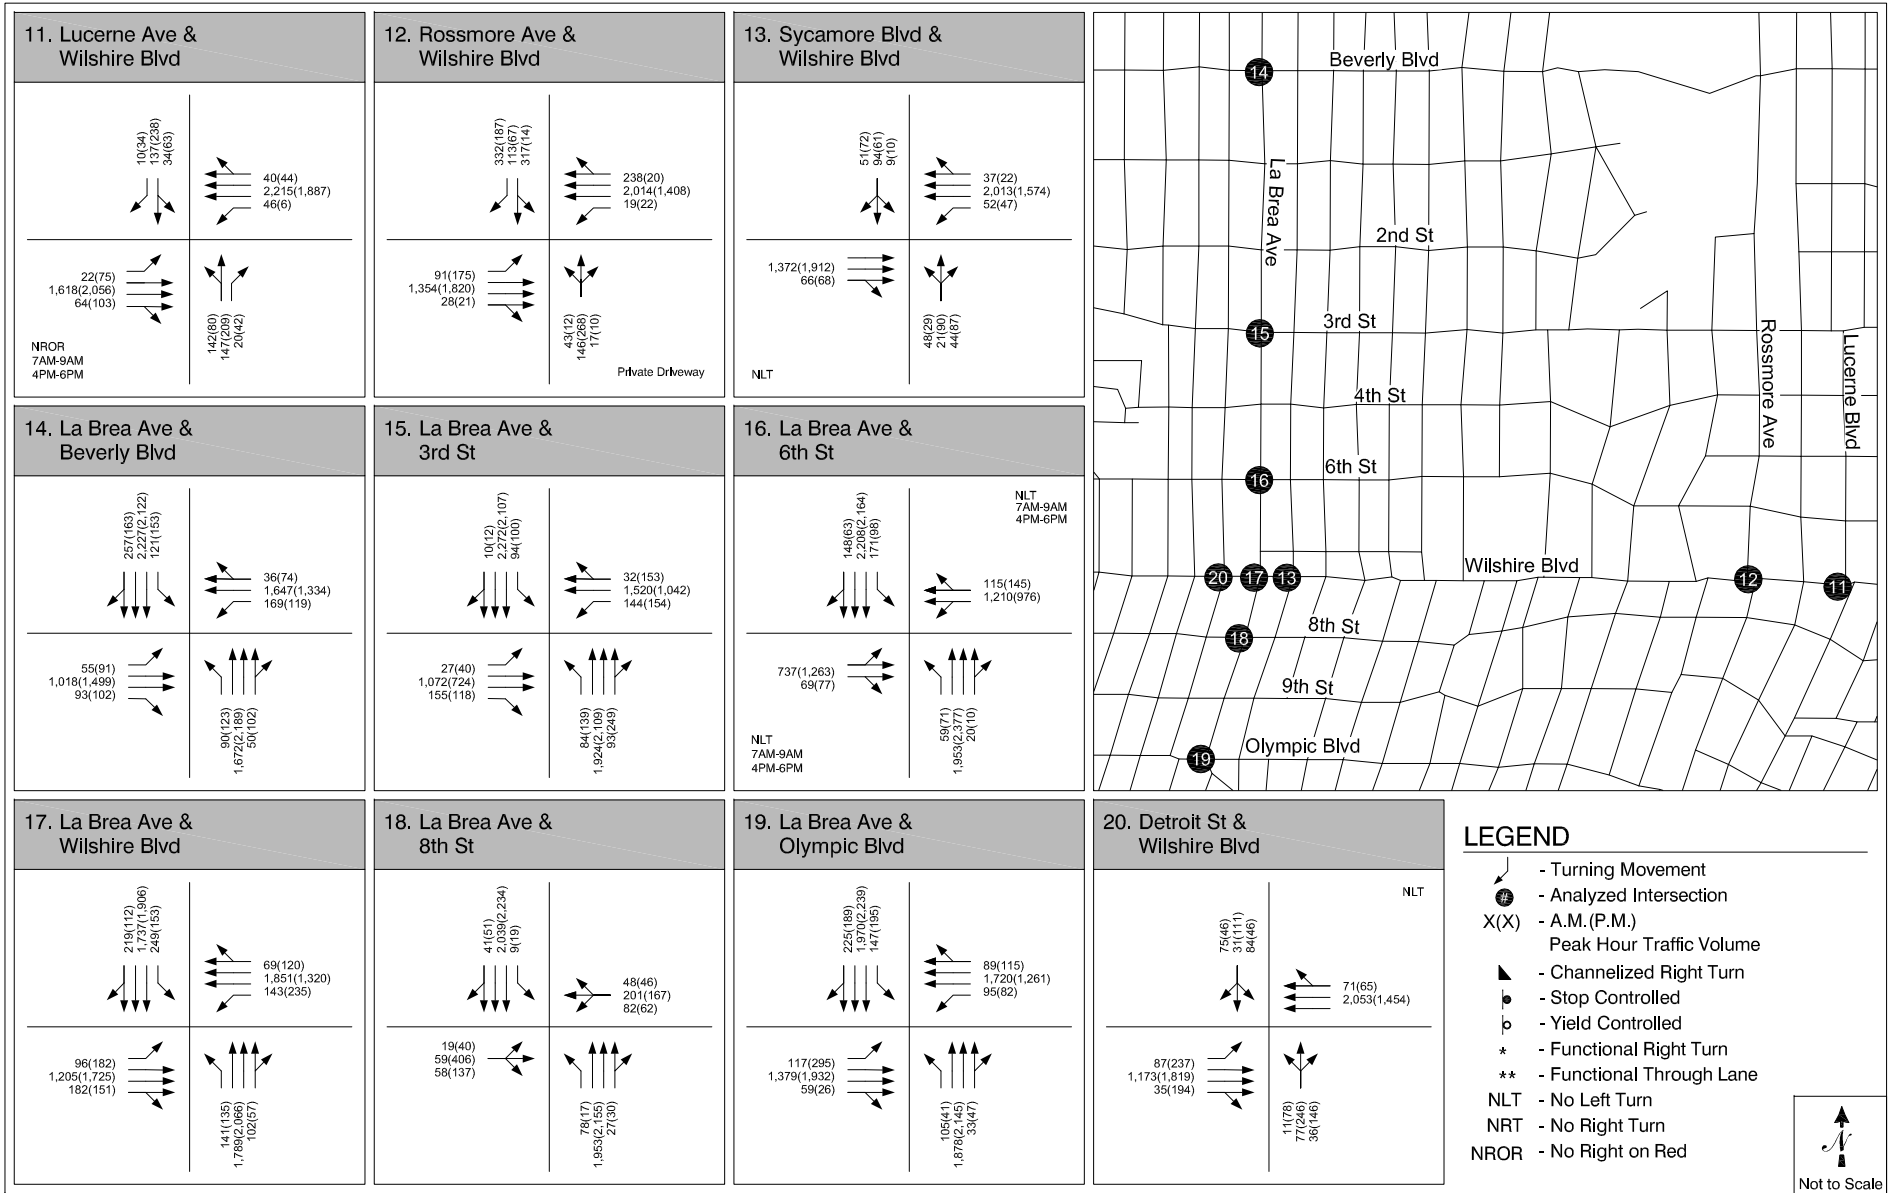 11. Lucerne Ave &
Wilshire Blvd
10(34)
137(238)
34(63)
40(44)
2,215(1,887)
46(6)
22(75)
1,618(2,056)
64(103)
142(80)
147(209)
20(42)
NROR
7AM-9AM
4PM-6PM
12. Rossmore Ave &
Wilshire Blvd
332(187)
113(67)
317(14)
238(20)
2,014(1,408)
19(22)
91(175)
1,354(1,820)
28(21)
43(12)
146(268)
17(10)
Private Driveway
13. Sycamore Blvd &
Wilshire Blvd
51(72)
94(61)
9(10)
37(22)
2,013(1,574)
52(47)
1,372(1,912)
66(68)
48(29)
21(90)
44(87)
NLT
14. La Brea Ave &
Beverly Blvd
257(163)
2,227(2,122)
121(153)
36(74)
1,647(1,334)
169(119)
55(91)
1,018(1,499)
93(102)
90(123)
1,672(2,189)
50(102)
15. La Brea Ave &
3rd St
10(12)
2,272(2,107)
94(100)
32(153)
1,520(1,042)
144(154)
27(40)
1,072(724)
155(118)
84(139)
1,924(2,109)
93(249)
16. La Brea Ave &
6th St
NLT
7AM-9AM
4PM-6PM
148(63)
2,208(2,164)
171(98)
115(145)
1,210(976)
737(1,263)
69(77)
59(71)
1,953(2,377)
20(10)
NLT
7AM-9AM
4PM-6PM
17. La Brea Ave &
Wilshire Blvd
219(112)
1,737(1,906)
249(153)
69(120)
1,851(1,320)
143(235)
96(182)
1,205(1,725)
182(151)
141(135)
1,789(2,066)
102(57)
18. La Brea Ave &
8th St
41(51)
2,039(2,234)
9(19)
48(46)
201(167)
82(62)
19(40)
59(406)
58(137)
78(17)
1,953(2,155)
27(30)
19. La Brea Ave &
Olympic Blvd
225(189)
1,970(2,239)
147(195)
89(115)
1,720(1,261)
95(82)
117(295)
1,379(1,932)
59(26)
105(41)
1,878(2,145)
33(47)
20. Detroit St &
Wilshire Blvd
NLT
75(46)
31(111)
84(46)
71(65)
2,053(1,454)
87(237)
1,173(1,819)
35(194)
11(78)
77(246)
36(146)
14
Beverly Blvd
La Brea Ave
2nd St
15
3rd St
Rossmore Ave
Lucerne Blvd
4th St
16
6th St
Wilshire Blvd
20
17
13
12
11
18
8th St
9th St
19
Olympic Blvd
LEGEND
- Turning Movement
# - Analyzed Intersection
X(X) - A.M.(P.M.)
Peak Hour Traffic Volume
- Channelized Right Turn
- Stop Controlled
- Yield Controlled
* - Functional Right Turn
** - Functional Through Lane
NLT - No Left Turn
NRT - No Right Turn
NROR - No Right on Red
N
Not to Scale